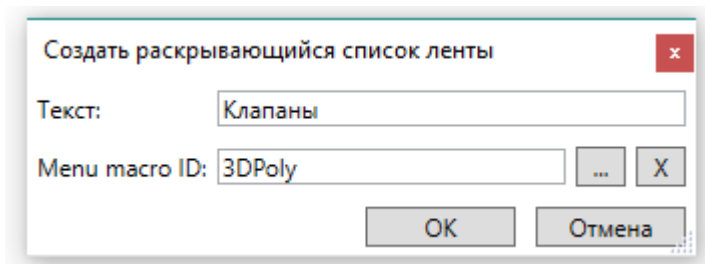 Создать раскрывающийся список ленты x
Текст: Клапаны
Menu macro ID: 3DPoly ... X
OK Отмена